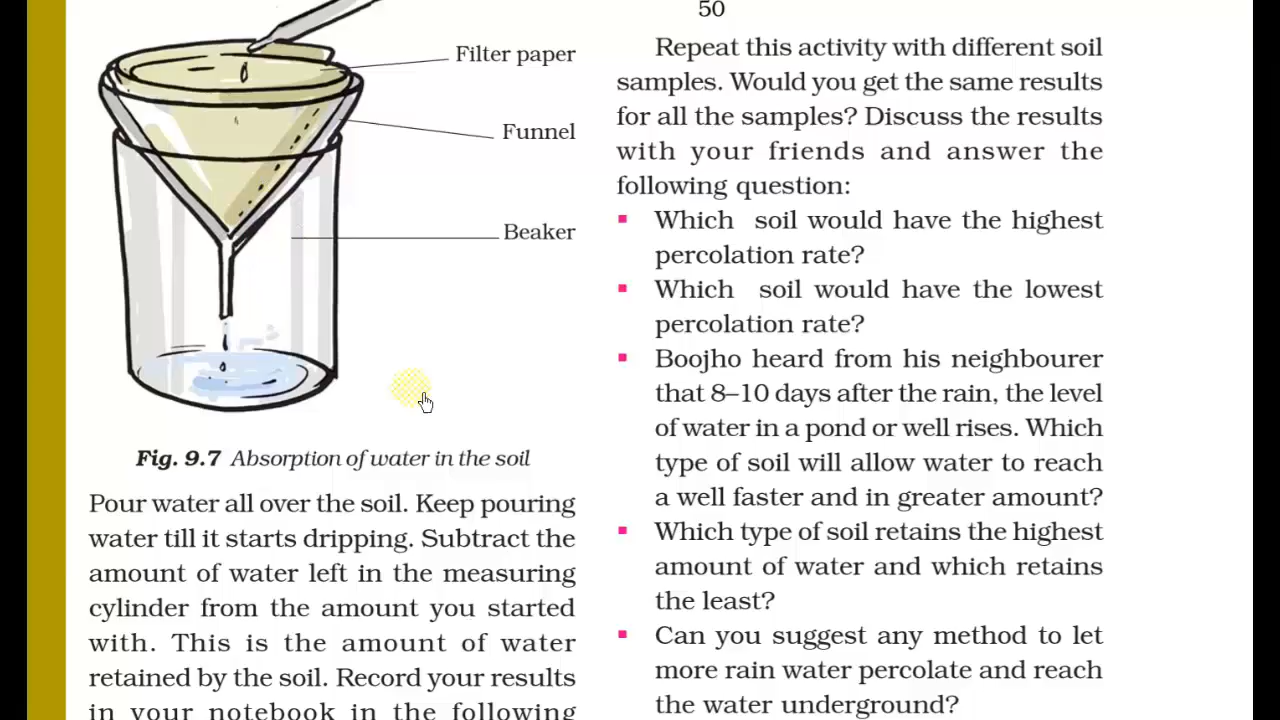 Filter paper
Funnel
Beaker
Fig. 9.7 Absorption of water in the soil
Pour water all over the soil. Keep pouring
water till it starts dripping. Subtract the
amount of water left in the measuring
cylinder from the amount you started
with. This is the amount of water
retained by the soil. Record your results
in your notebook in the following
50
Repeat this activity with different soil
samples. Would you get the same results
for all the samples? Discuss the results
with your friends and answer the
following question:
▪ Which soil would have the highest
percolation rate?
▪ Which soil would have the lowest
percolation rate?
▪ Boojho heard from his neighbourer
that 8–10 days after the rain, the level
of water in a pond or well rises. Which
type of soil will allow water to reach
a well faster and in greater amount?
▪ Which type of soil retains the highest
amount of water and which retains
the least?
▪ Can you suggest any method to let
more rain water percolate and reach
the water underground?